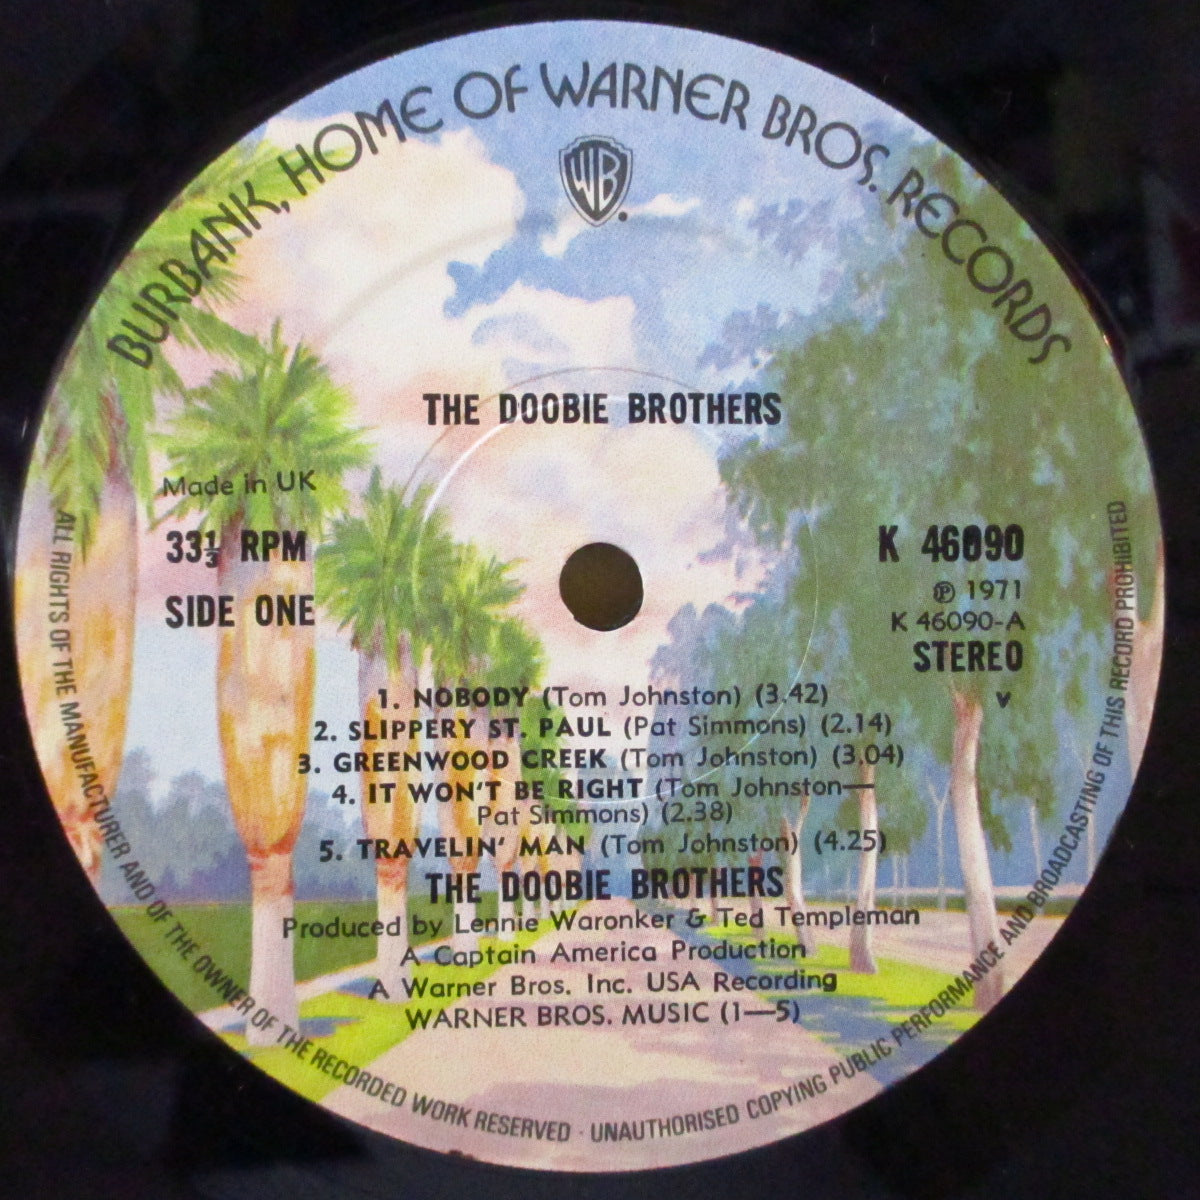 BURBANK, HOME OF WARNER BROS. RECORDS
WB
THE DOOBIE BROTHERS
Made in UK
33⅓ RPM
SIDE ONE
K 46090
℗ 1971
K 46090-A
STEREO
v
1. NOBODY (Tom Johnston) (3.42)
2. SLIPPERY ST. PAUL (Pat Simmons) (2.14)
3. GREENWOOD CREEK (Tom Johnston) (3.04)
4. IT WON'T BE RIGHT (Tom Johnston—
Pat Simmons) (2.38)
5. TRAVELIN' MAN (Tom Johnston) (4.25)
THE DOOBIE BROTHERS
Produced by Lennie Waronker & Ted Templeman
A Captain America Production
A Warner Bros. Inc. USA Recording
WARNER BROS. MUSIC (1—5)
ALL RIGHTS OF THE MANUFACTURER AND OF THE OWNER OF THE RECORDED WORK RESERVED · UNAUTHORISED COPYING PUBLIC PERFORMANCE AND BROADCASTING OF THIS RECORD PROHIBITED